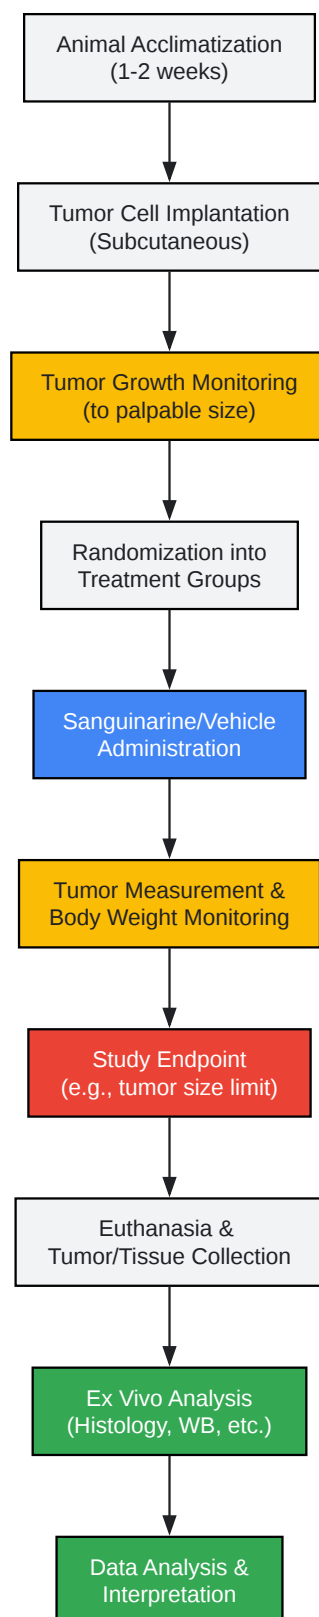 Animal Acclimatization
(1-2 weeks)
Tumor Cell Implantation
(Subcutaneous)
Tumor Growth Monitoring
(to palpable size)
Randomization into
Treatment Groups
Sanguinarine/Vehicle
Administration
Tumor Measurement &
Body Weight Monitoring
Study Endpoint
(e.g., tumor size limit)
Euthanasia &
Tumor/Tissue Collection
Ex Vivo Analysis
(Histology, WB, etc.)
Data Analysis &
Interpretation